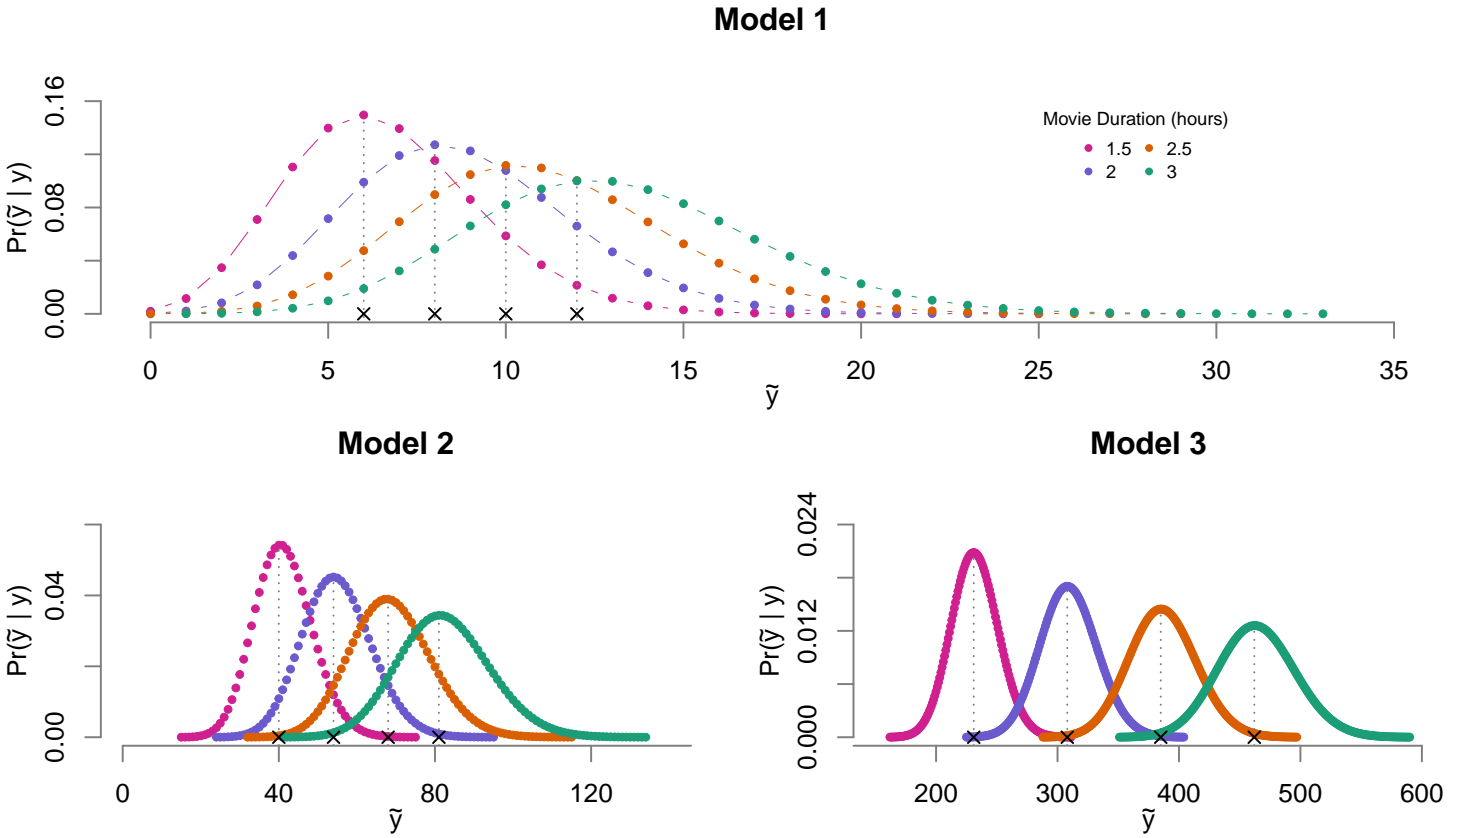 Model 1
Pr(ỹ | y)
0.00 0.08 0.16
Movie Duration (hours)
1.5 2.5
2 3
0 5 10 15 20 25 30 35
ỹ
Model 2
Pr(ỹ | y)
0.00 0.04
0 40 80 120
ỹ
Model 3
Pr(ỹ | y)
0.000 0.012 0.024
200 300 400 500 600
ỹ